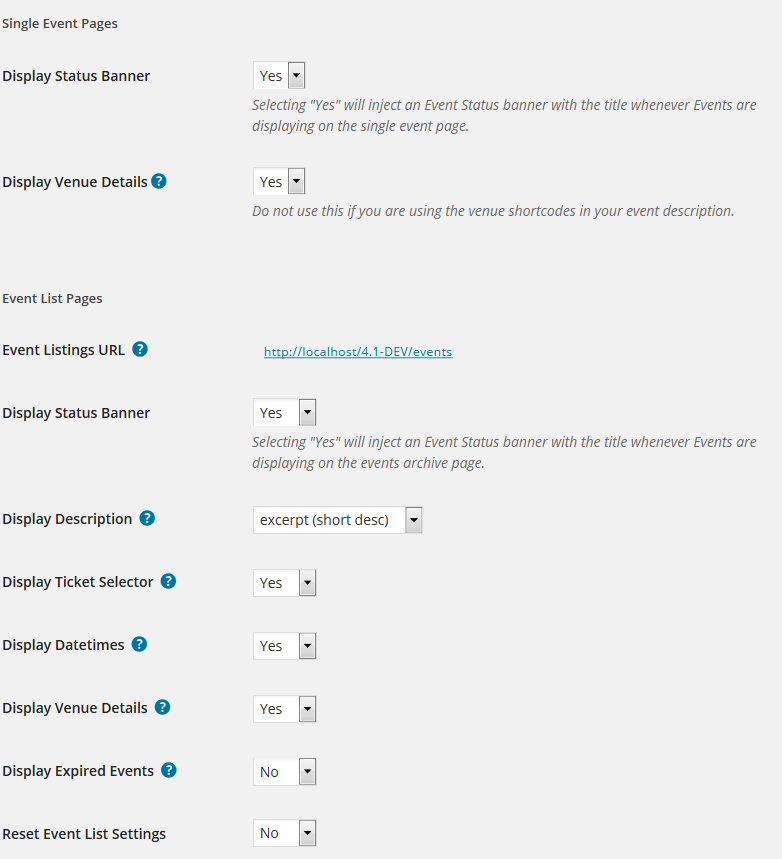 Single Event Pages
Display Status Banner Yes
Selecting "Yes" will inject an Event Status banner with the title whenever Events are
displaying on the single event page.
Display Venue Details ? Yes
Do not use this if you are using the venue shortcodes in your event description.
Event List Pages
Event Listings URL ? http://localhost/4.1-DEV/events
Display Status Banner Yes
Selecting "Yes" will inject an Event Status banner with the title whenever Events are
displaying on the events archive page.
Display Description ? excerpt (short desc)
Display Ticket Selector ? Yes
Display Datetimes ? Yes
Display Venue Details ? Yes
Display Expired Events ? No
Reset Event List Settings No